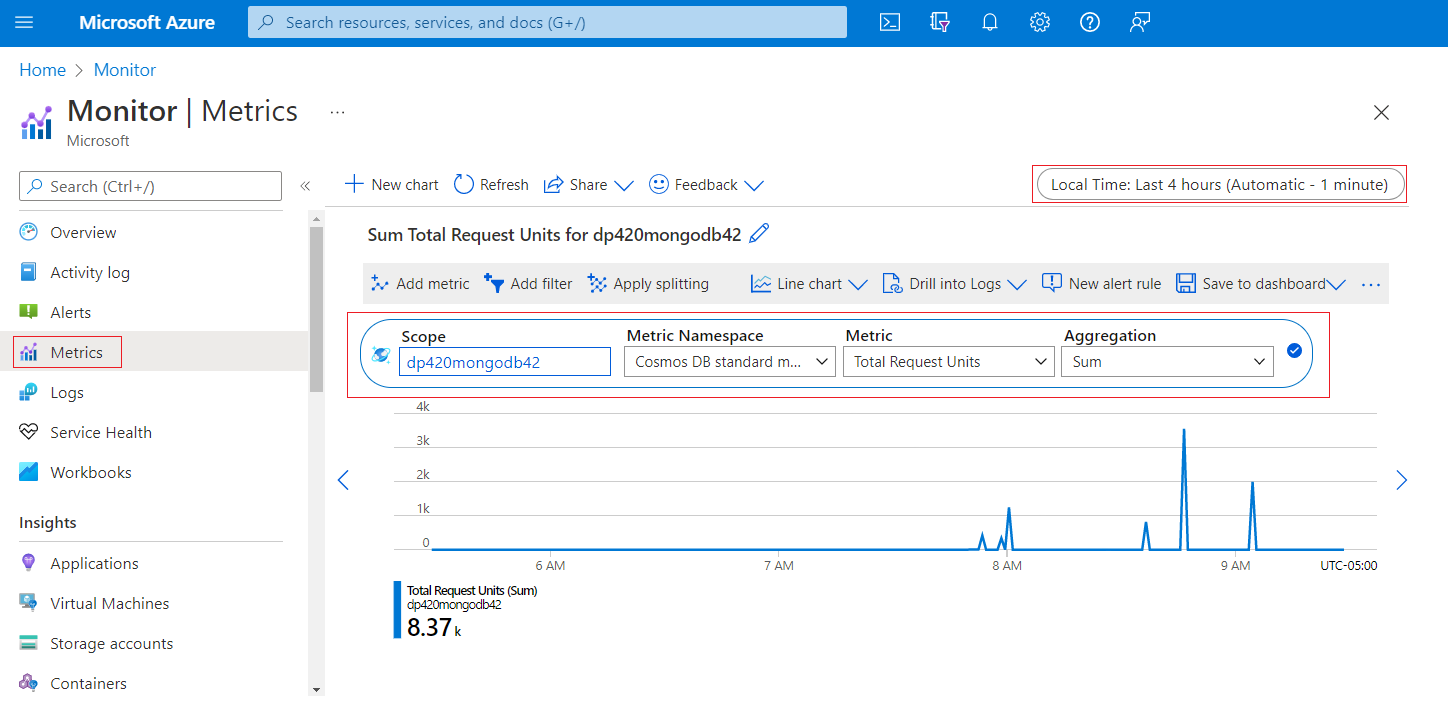 Microsoft Azure
Search resources, services, and docs (G+/)
Home > Monitor
Monitor | Metrics ...
Microsoft
Search (Ctrl+/)
«
Overview
Activity log
Alerts
Metrics
Logs
Service Health
Workbooks
Insights
Applications
Virtual Machines
Storage accounts
Containers
New chart Refresh Share Feedback
Local Time: Last 4 hours (Automatic - 1 minute)
Sum Total Request Units for dp420mongodb42
Add metric Add filter Apply splitting Line chart Drill into Logs New alert rule Save to dashboard ...
Scope Metric Namespace Metric Aggregation
dp420mongodb42 Cosmos DB standard m... Total Request Units Sum
4k
3k
2k
1k
0
6 AM 7 AM 8 AM 9 AM UTC-05:00
Total Request Units (Sum)
dp420mongodb42
8.37 k